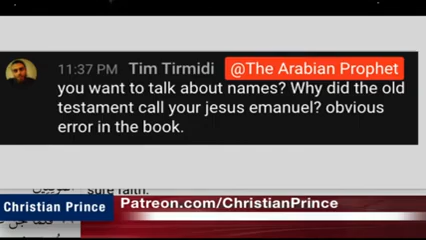 11:37 PM Tim Tirmidi @The Arabian Prophet
you want to talk about names? Why did the old
testament call your jesus emanuel? obvious
error in the book.
sure faith.
Christian Prince
Patreon.com/ChristianPrince